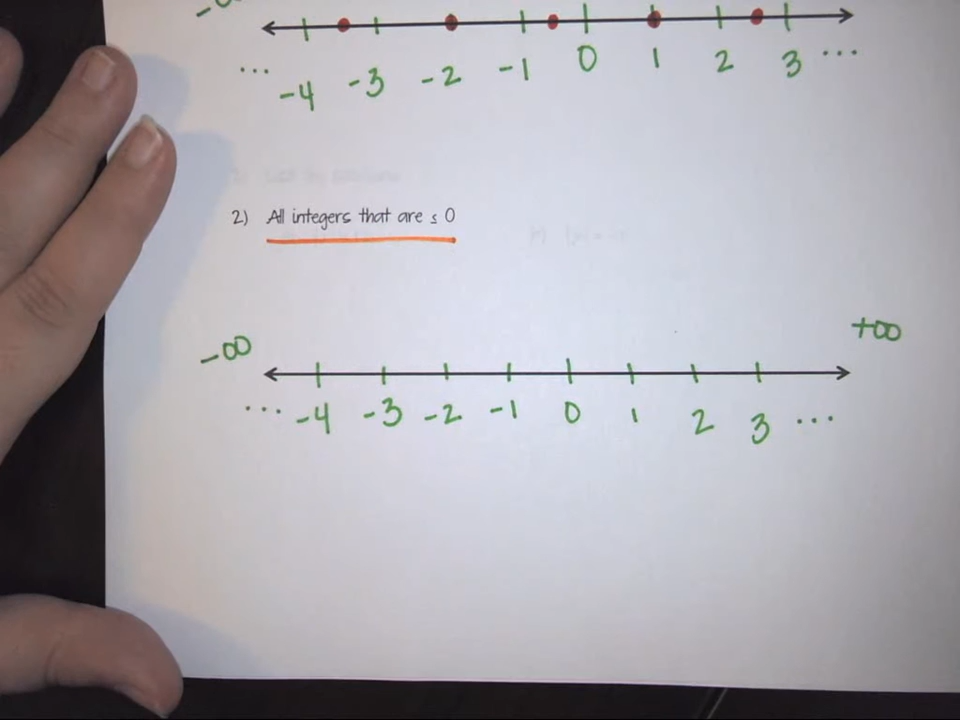 ... -4 -3 -2 -1 0 1 2 3 ...
2) All integers that are ≤ 0
-∞ +∞
... -4 -3 -2 -1 0 1 2 3 ...